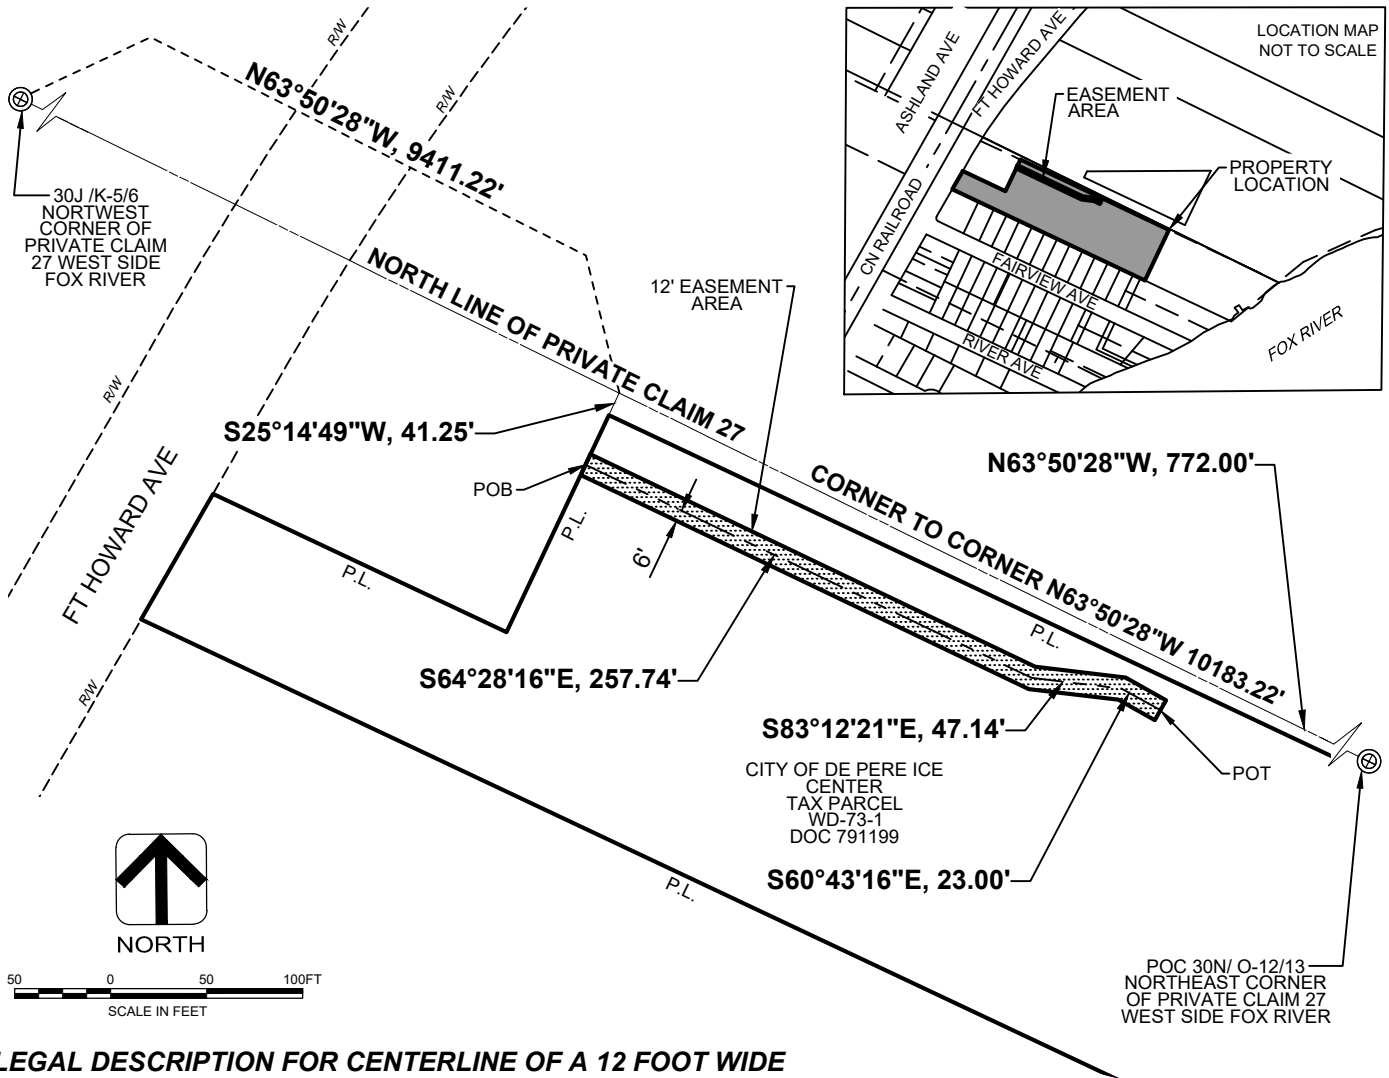 LOCATION MAP
NOT TO SCALE
ASHLAND AVE
FT HOWARD AVE
EASEMENT
AREA
PROPERTY
LOCATION
CN RAILROAD
FAIRVIEW AVE
RIVER AVE
FOX RIVER
R/W
R/W
N63°50'28"W, 9411.22'
30J /K-5/6
NORTWEST
CORNER OF
PRIVATE CLAIM
27 WEST SIDE
FOX RIVER
NORTH LINE OF PRIVATE CLAIM 27
12' EASEMENT
AREA
R/W
S25°14'49"W, 41.25'
POB
CORNER TO CORNER N63°50'28"W 10183.22'
N63°50'28"W, 772.00'
FT HOWARD AVE
P.L.
P.L.
6'
P.L.
R/W
S64°28'16"E, 257.74'
S83°12'21"E, 47.14'
POT
CITY OF DE PERE ICE
CENTER
TAX PARCEL
WD-73-1
DOC 791199
S60°43'16"E, 23.00'
P.L.
NORTH
50 0 50 100FT
SCALE IN FEET
POC 30N/ O-12/13
NORTHEAST CORNER
OF PRIVATE CLAIM 27
WEST SIDE FOX RIVER
LEGAL DESCRIPTION FOR CENTERLINE OF A 12 FOOT WIDE